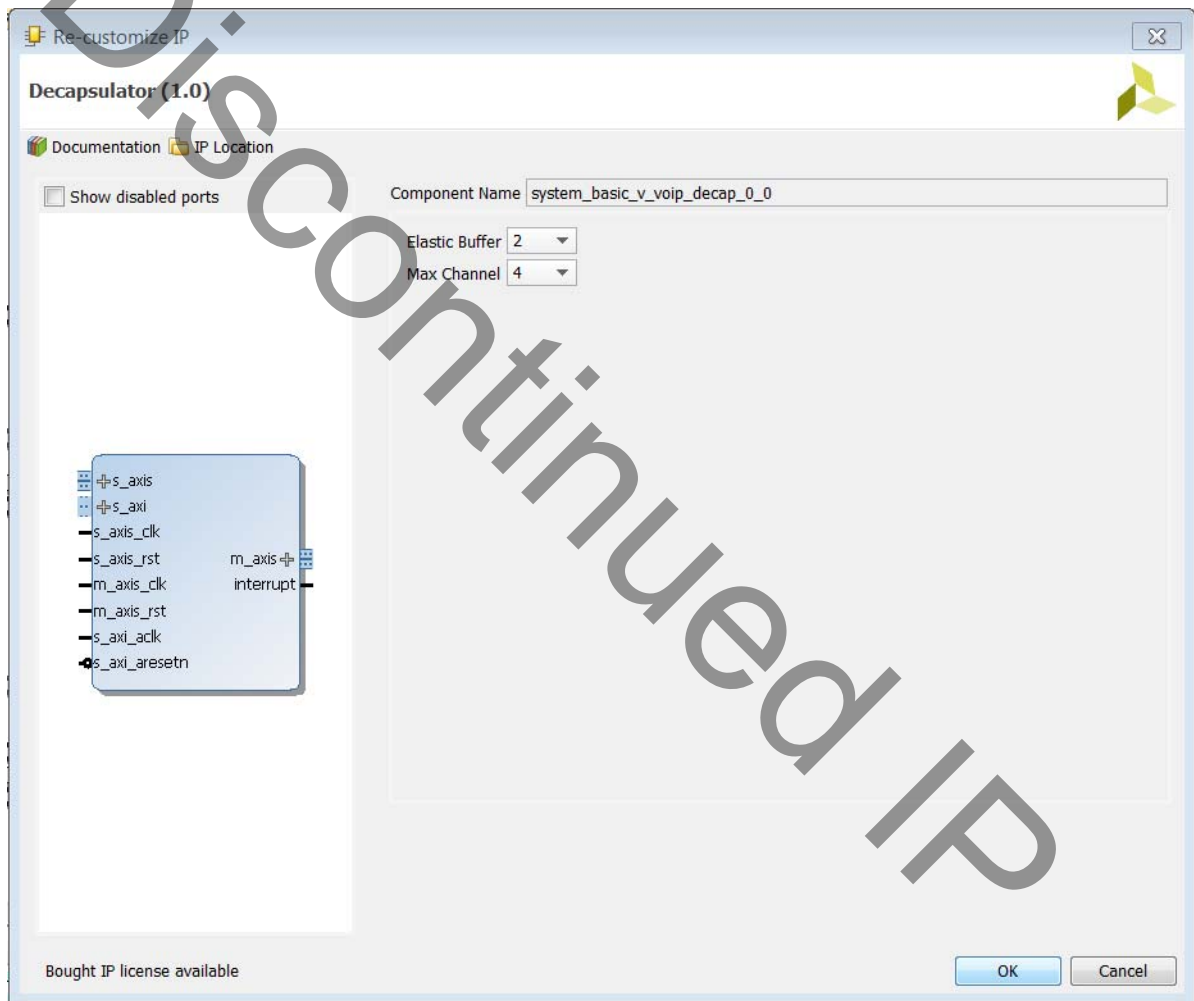 Re-customize IP
Decapsulator (1.0)
Documentation IP Location
Show disabled ports
Component Name system_basic_v_voip_decap_0_0
Elastic Buffer 2
Max Channel 4
s_axis
s_axi
s_axis_clk
s_axis_rst m_axis
m_axis_clk interrupt
m_axis_rst
s_axi_aclk
s_axi_aresetn
Bought IP license available OK Cancel
Discontinued IP